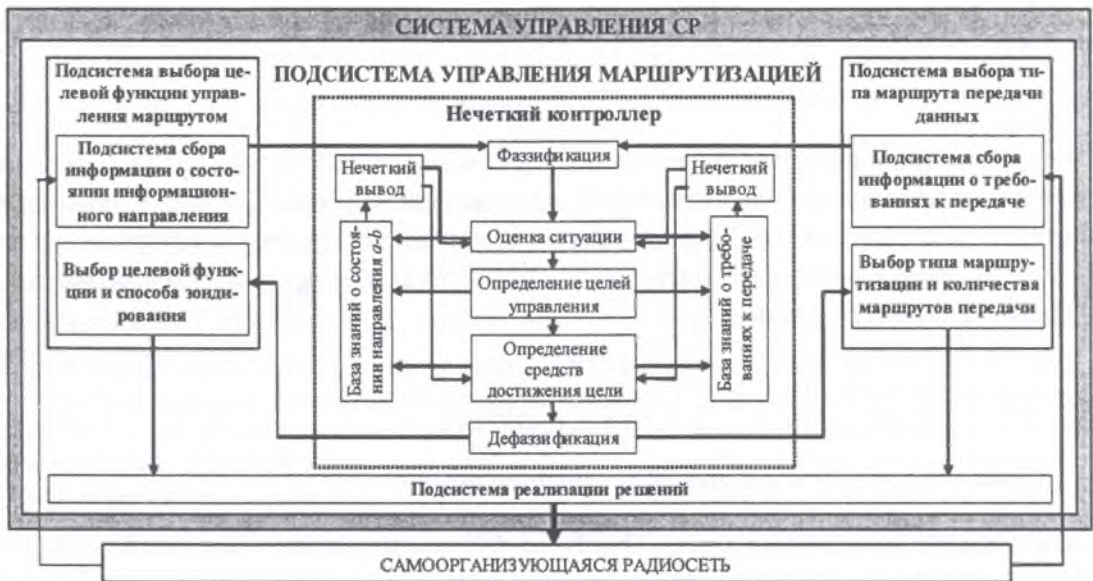 СИСТЕМА УПРАВЛЕНИЯ СР
ПОДСИСТЕМА УПРАВЛЕНИЯ МАРШРУТИЗАЦИЕЙ
Подсистема выбора це-
левой функции управ-
ления маршрутом
Подсистема сбора
информации о состо-
янии информацион-
ного направления
Выбор целевой функ-
ции и способа зонди-
рования
Нечеткий контроллер
Фаззификация
Нечеткий
вывод
Нечеткий
вывод
База знаний о состоя-
нии направления a-b
Оценка ситуации
Определение целей
управления
Определение
средств
достижения цели
Дефаззификация
База знаний о требо-
ваниях к передаче
Подсистема выбора ти-
па маршрута передачи
данных
Подсистема сбора
информации о требо-
ваниях к передаче
Выбор типа маршру-
тизации и количества
маршрутов передачи
Подсистема реализации решений
САМООРГАНИЗУЮЩАЯСЯ РАДИОСЕТЬ